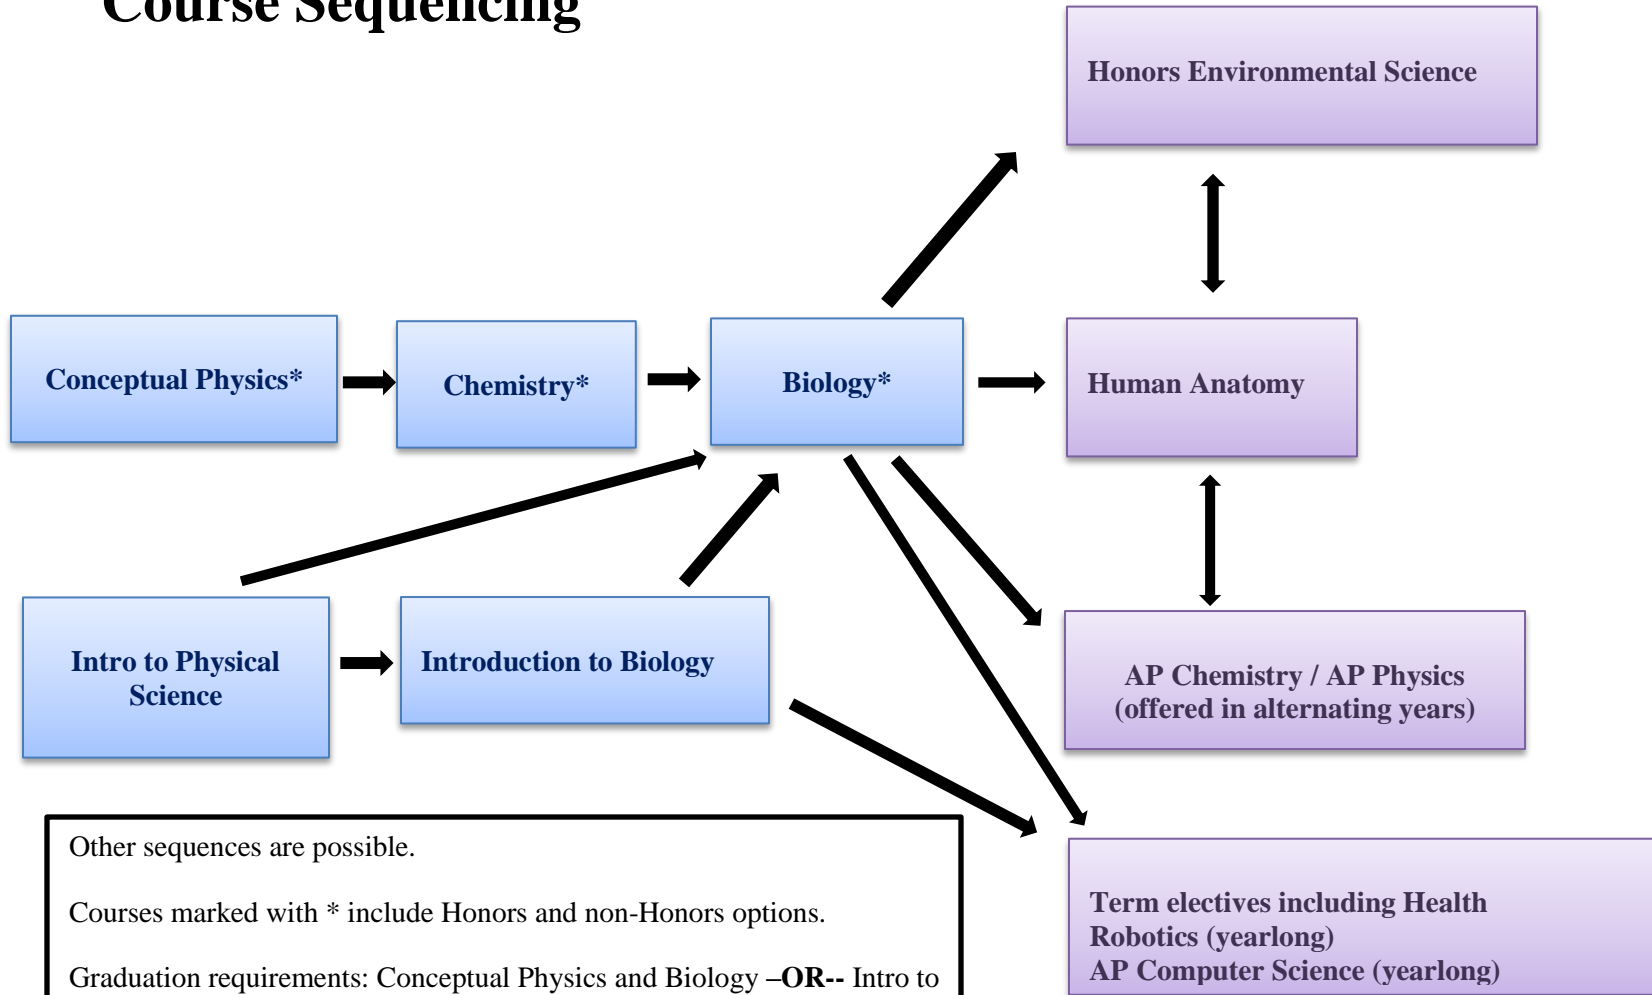 Course Sequencing
Honors Environmental Science
Conceptual Physics*
Chemistry*
Biology*
Human Anatomy
Intro to Physical
Science
Introduction to Biology
AP Chemistry / AP Physics
(offered in alternating years)
Other sequences are possible.
Courses marked with * include Honors and non-Honors options.
Graduation requirements: Conceptual Physics and Biology –OR-- Intro to
Term electives including Health
Robotics (yearlong)
AP Computer Science (yearlong)